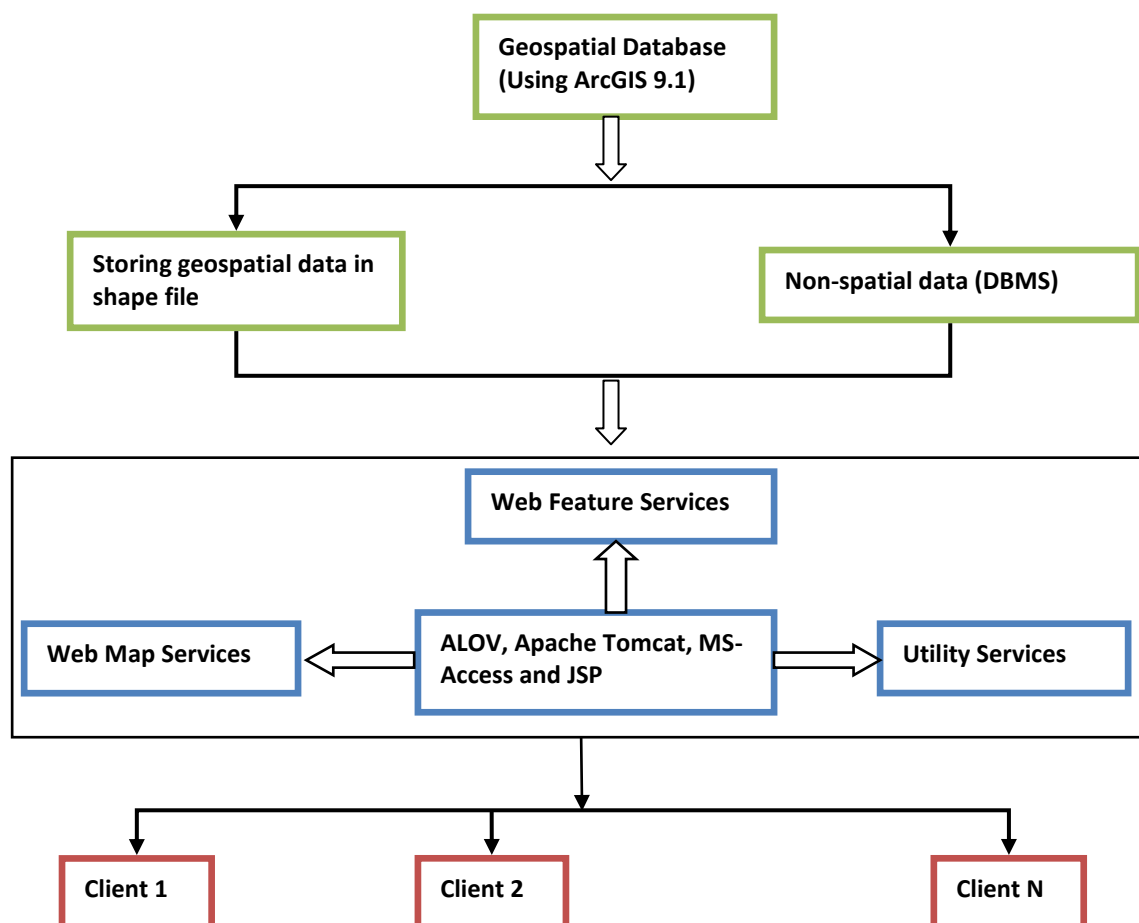 Geospatial Database
(Using ArcGIS 9.1)
Storing geospatial data in
shape file
Non-spatial data (DBMS)
Web Feature Services
Web Map Services
ALOV, Apache Tomcat, MS-
Access and JSP
Utility Services
Client 1
Client 2
Client N